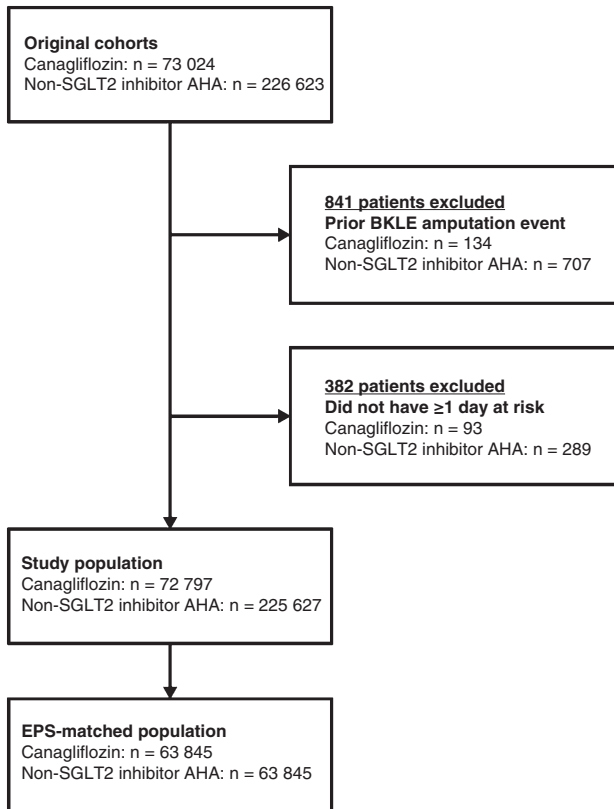 Original cohorts
Canagliflozin: n = 73 024
Non-SGLT2 inhibitor AHA: n = 226 623
841 patients excluded
Prior BKLE amputation event
Canagliflozin: n = 134
Non-SGLT2 inhibitor AHA: n = 707
382 patients excluded
Did not have ≥1 day at risk
Canagliflozin: n = 93
Non-SGLT2 inhibitor AHA: n = 289
Study population
Canagliflozin: n = 72 797
Non-SGLT2 inhibitor AHA: n = 225 627
EPS-matched population
Canagliflozin: n = 63 845
Non-SGLT2 inhibitor AHA: n = 63 845